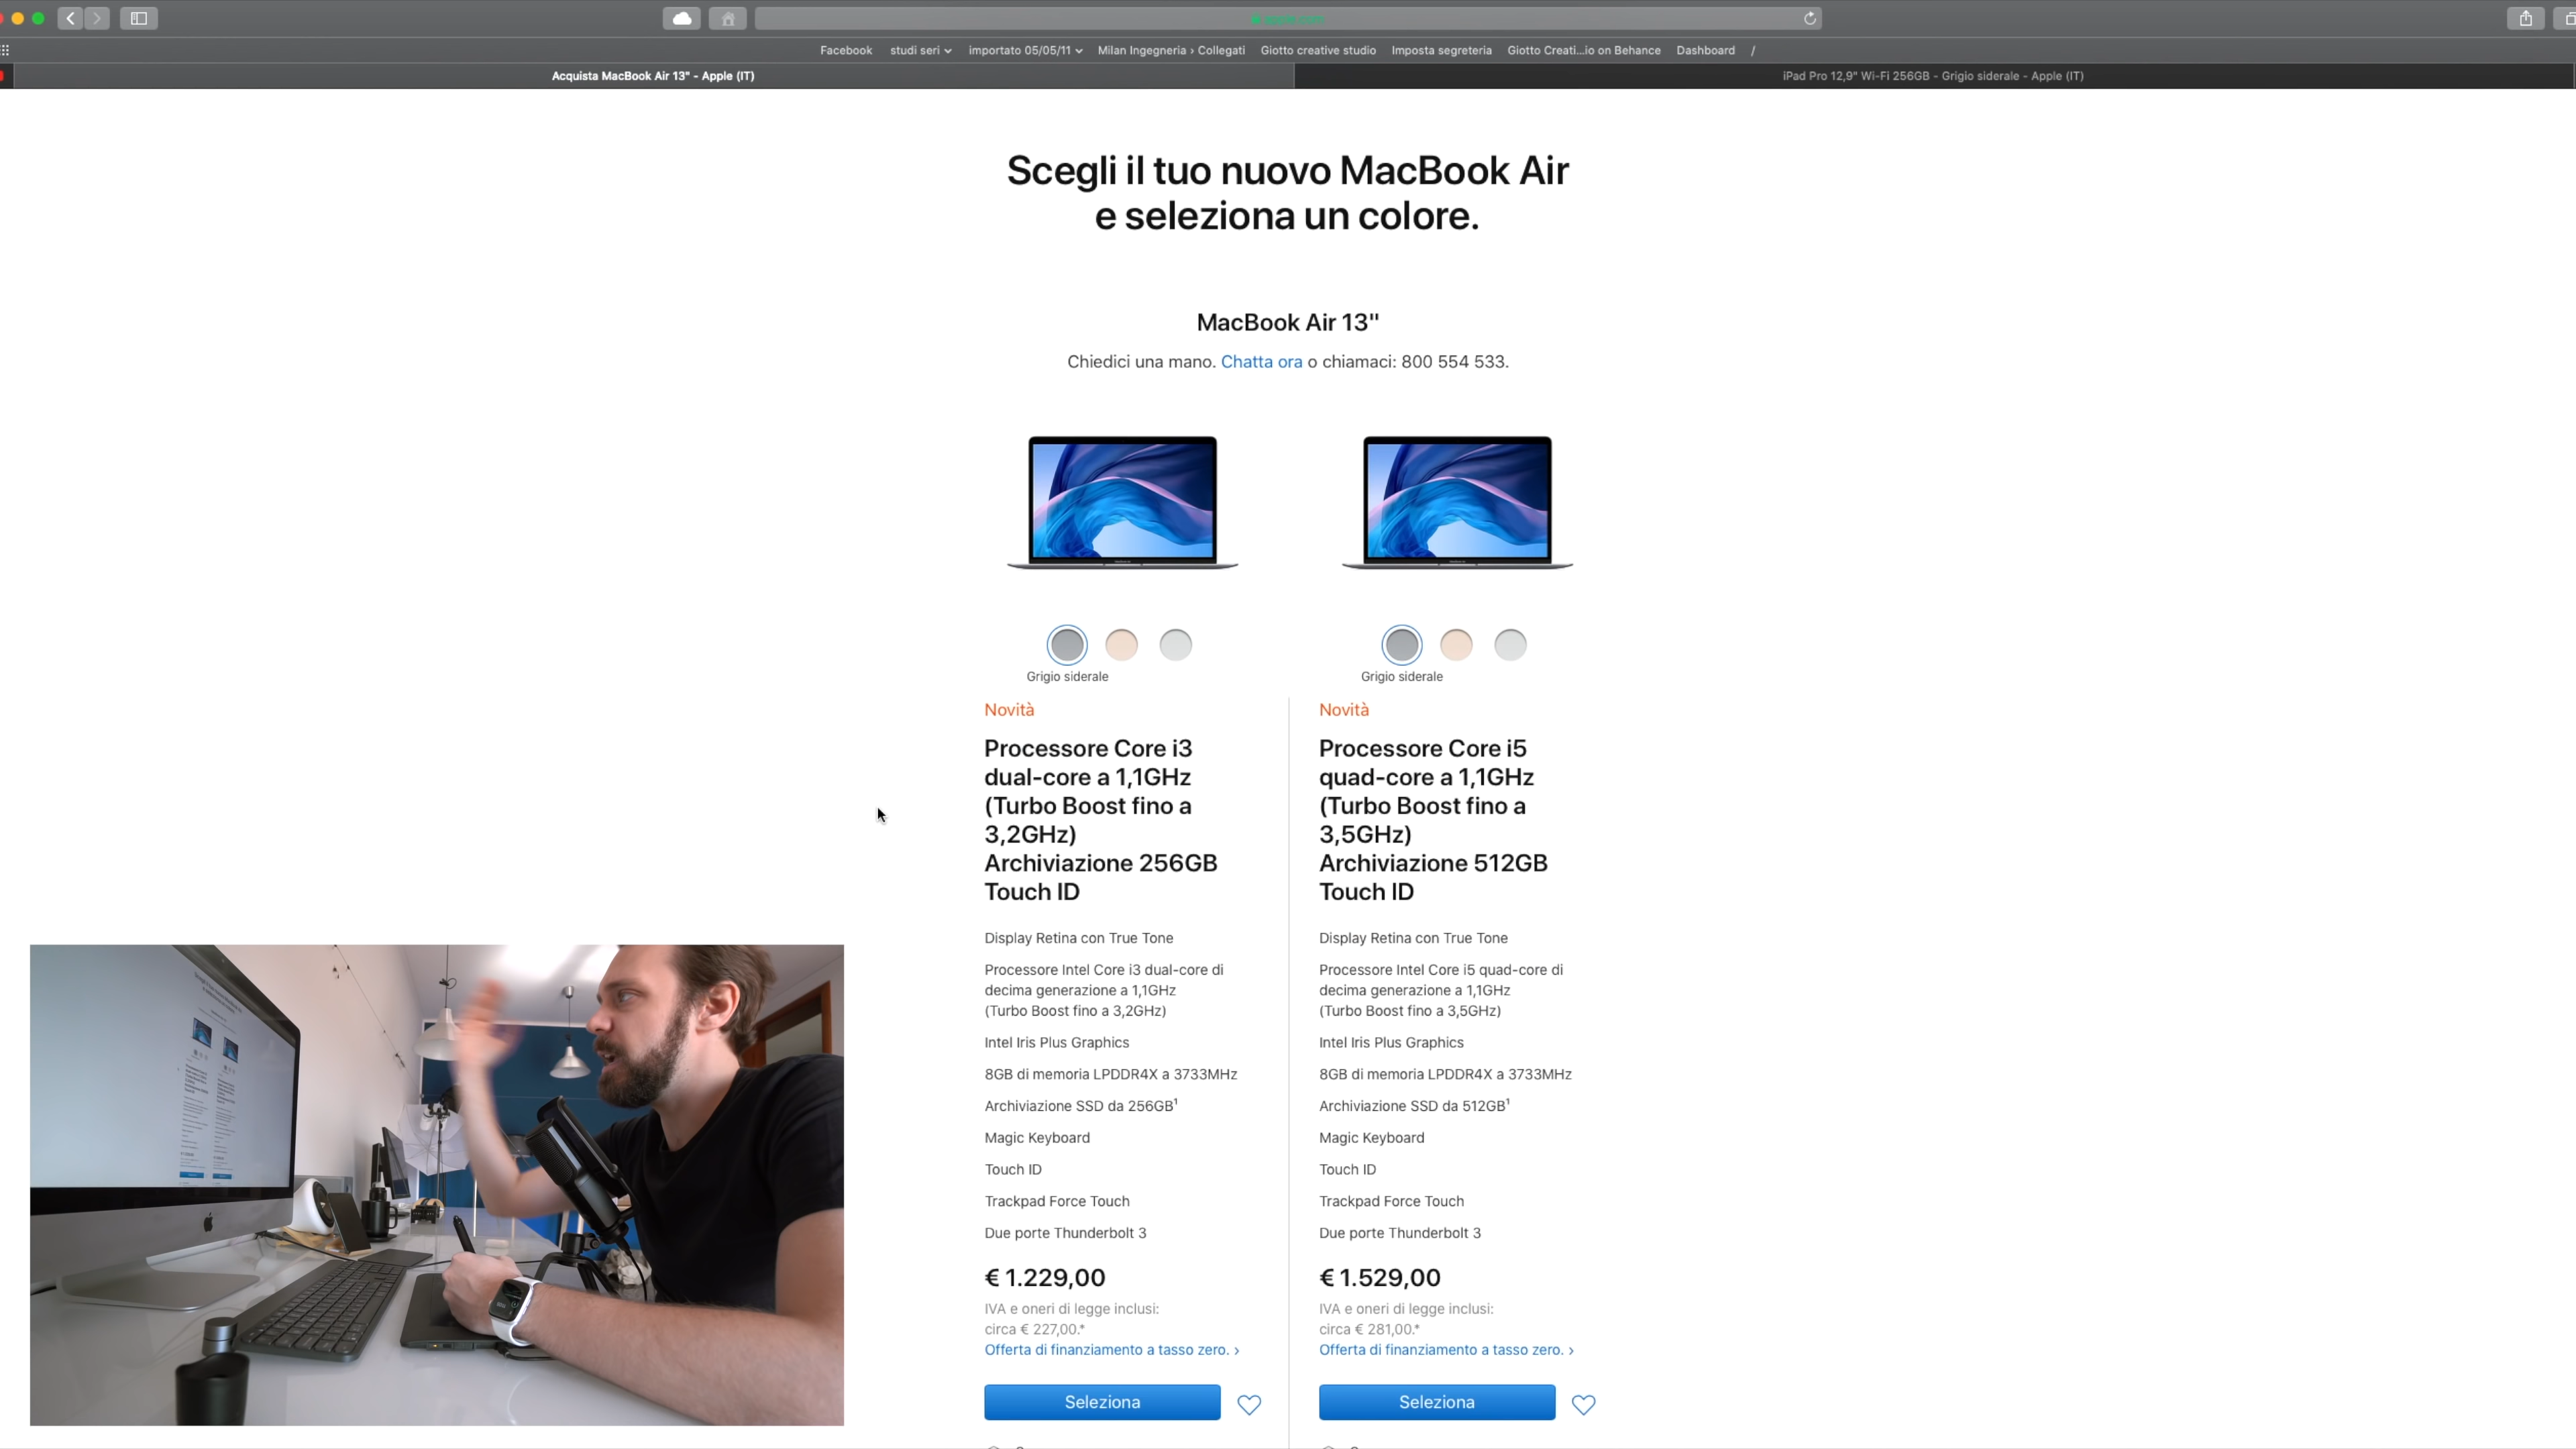 Facebook
studi seri
importato 05/05/11
Milan Ingegneria › Collegati
Giotto creative studio
Imposta segreteria
Giotto Creati...io on Behance
Dashboard
/
Acquista MacBook Air 13" - Apple (IT)
iPad Pro 12,9" Wi-Fi 256GB - Grigio siderale - Apple (IT)
Scegli il tuo nuovo MacBook Air
e seleziona un colore.
MacBook Air 13"
Chiedici una mano. Chatta ora o chiamaci: 800 554 533.
Grigio siderale
Novità
Processore Core i3
dual-core a 1,1GHz
(Turbo Boost fino a
3,2GHz)
Archiviazione 256GB
Touch ID
Display Retina con True Tone
Processore Intel Core i3 dual-core di
decima generazione a 1,1GHz
(Turbo Boost fino a 3,2GHz)
Intel Iris Plus Graphics
8GB di memoria LPDDR4X a 3733MHz
Archiviazione SSD da 256GB¹
Magic Keyboard
Touch ID
Trackpad Force Touch
Due porte Thunderbolt 3
€ 1.229,00
IVA e oneri di legge inclusi:
circa € 227,00.*
Offerta di finanziamento a tasso zero. ›
Seleziona
Grigio siderale
Novità
Processore Core i5
quad-core a 1,1GHz
(Turbo Boost fino a
3,5GHz)
Archiviazione 512GB
Touch ID
Display Retina con True Tone
Processore Intel Core i5 quad-core di
decima generazione a 1,1GHz
(Turbo Boost fino a 3,5GHz)
Intel Iris Plus Graphics
8GB di memoria LPDDR4X a 3733MHz
Archiviazione SSD da 512GB¹
Magic Keyboard
Touch ID
Trackpad Force Touch
Due porte Thunderbolt 3
€ 1.529,00
IVA e oneri di legge inclusi:
circa € 281,00.*
Offerta di finanziamento a tasso zero. ›
Seleziona